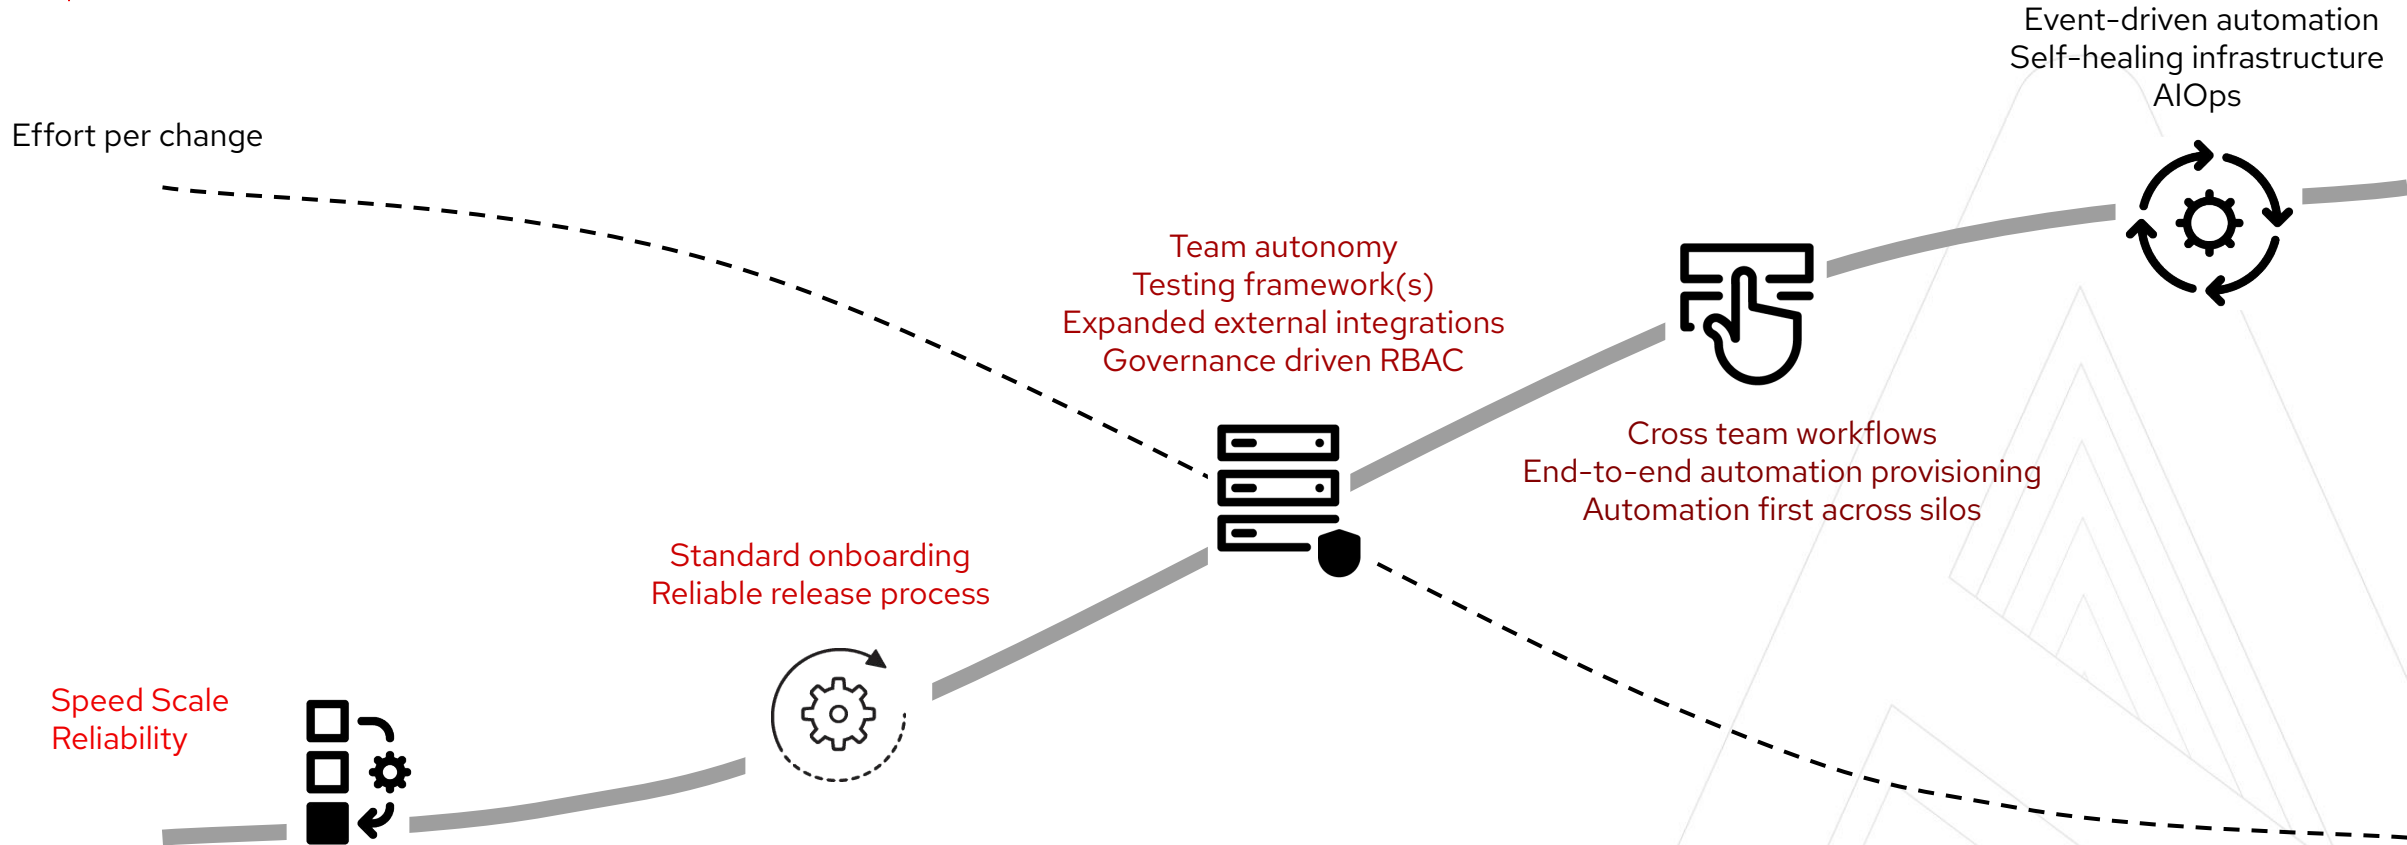 Event-driven automation
Self-healing infrastructure
AIOps
Effort per change
Team autonomy
Testing framework(s)
Expanded external integrations
Governance driven RBAC
Cross team workflows
End-to-end automation provisioning
Automation first across silos
Standard onboarding
Reliable release process
Speed Scale
Reliability